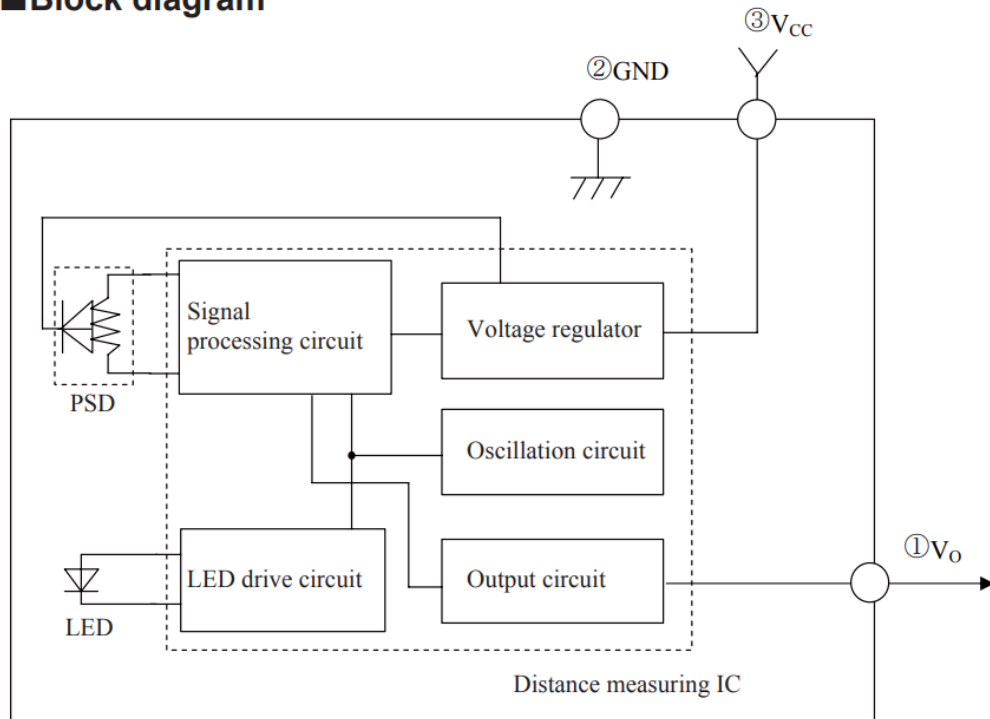 ■Block diagram
③VCC
②GND
Signal
processing circuit
Voltage regulator
PSD
Oscillation circuit
①VO
LED drive circuit
Output circuit
LED
Distance measuring IC